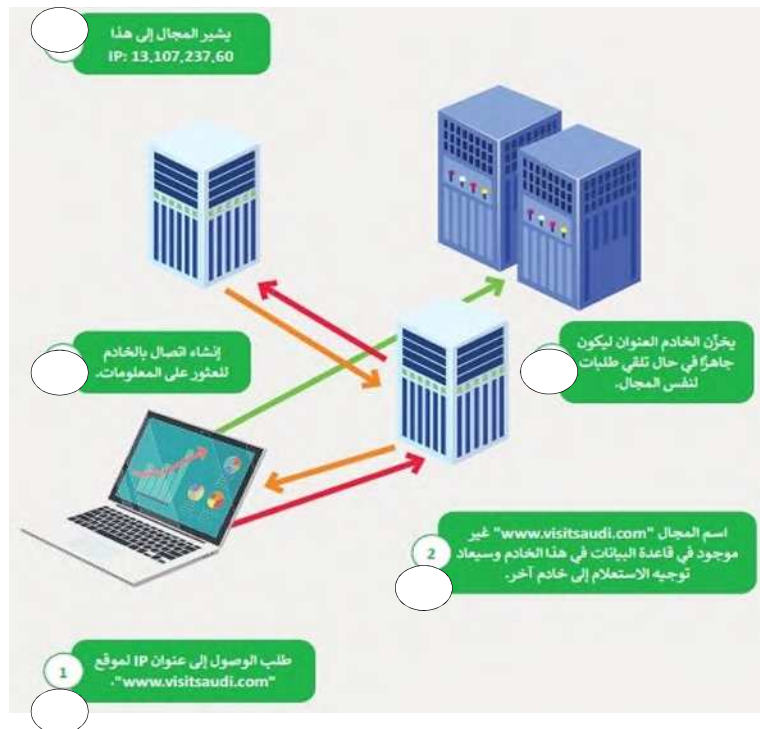 يشير المجال إلى هذا
IP: 13,107,237,60
إنشاء اتصال بالخادم
للعثور على المعلومات.
يخزِّن الخادم العنوان ليكون
جاهزًا في حال تلقي طلبات
لنفس المجال.
2
اسم المجال "www.visitsaudi.com" غير
موجود في قاعدة البيانات في هذا الخادم وسيعاد
توجيه الاستعلام إلى خادم آخر.
1
طلب الوصول إلى عنوان IP لموقع
"www.visitsaudi.com".